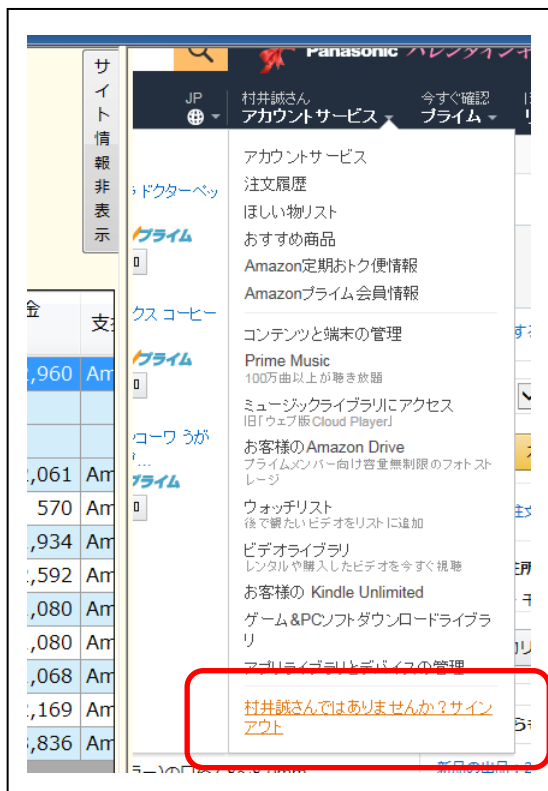 サイト情報非表示
Panasonic バレンタインキ
JP
村井誠さん
アカウントサービス
今すぐ確認
プライム
アカウントサービス
注文履歴
ほしい物リスト
おすすめ商品
Amazon定期おトク便情報
Amazonプライム会員情報
コンテンツと端末の管理
Prime Music
100万曲以上が聴き放題
ミュージックライブラリにアクセス
旧「ウェブ版Cloud Player」
お客様のAmazon Drive
プライムメンバー向け容量無制限のフォトスト
レージ
ウォッチリスト
後で観たいビデオをリストに追加
ビデオライブラリ
レンタルや購入したビデオを今すぐ視聴
お客様の Kindle Unlimited
ゲーム&PCソフトダウンロードライブラ
リ
アプリライブラリとデバイスの管理
村井誠さんではありませんか？サイン
アウト
ドクターペッ
プライム
クス コーヒー
プライム
コーワ うが
プライム
金
,960 Am
,061 Am
570 Am
,934 Am
,592 Am
,080 Am
,080 Am
,068 Am
,169 Am
,836 Am